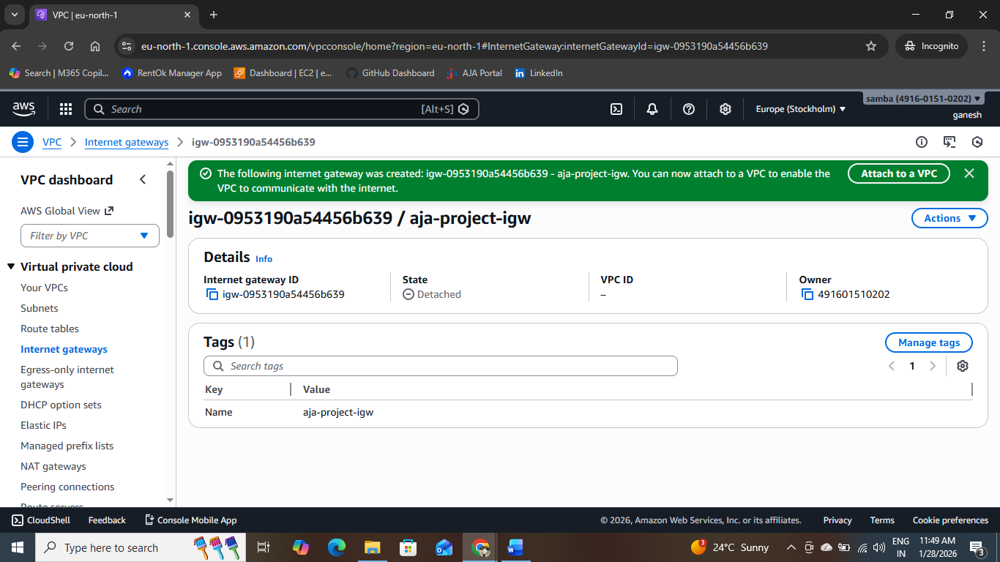 VPC | eu-north-1
eu-north-1.console.aws.amazon.com/vpcconsole/home?region=eu-north-1#InternetGateway:internetGatewayId=igw-0953190a54456b639
Incognito
Search | M365 Copil...
RentOk Manager App
Dashboard | EC2 | e...
GitHub Dashboard
AJA Portal
in
LinkedIn
aws
Search
[Alt+S]
Europe (Stockholm)
samba (4916-0151-0202)
ganesh
VPC
Internet gateways
igw-0953190a54456b639
VPC dashboard
AWS Global View
Filter by VPC
Virtual private cloud
Your VPCs
Subnets
Route tables
Internet gateways
Egress-only internet
gateways
DHCP option sets
Elastic IPs
Managed prefix lists
NAT gateways
Peering connections
Route servers
The following internet gateway was created: igw-0953190a54456b639 - aja-project-igw. You can now attach to a VPC to enable the
VPC to communicate with the internet.
Attach to a VPC
igw-0953190a54456b639 / aja-project-igw
Actions
Details Info
Internet gateway ID
igw-0953190a54456b639
State
Detached
VPC ID
–
Owner
491601510202
Tags (1)
Manage tags
Search tags
1
Key Value
Name aja-project-igw
CloudShell
Feedback
Console Mobile App
© 2026, Amazon Web Services, Inc. or its affiliates.
Privacy
Terms
Cookie preferences
Type here to search
3
24°C Sunny
ENG
IN
11:49 AM
1/28/2026
3